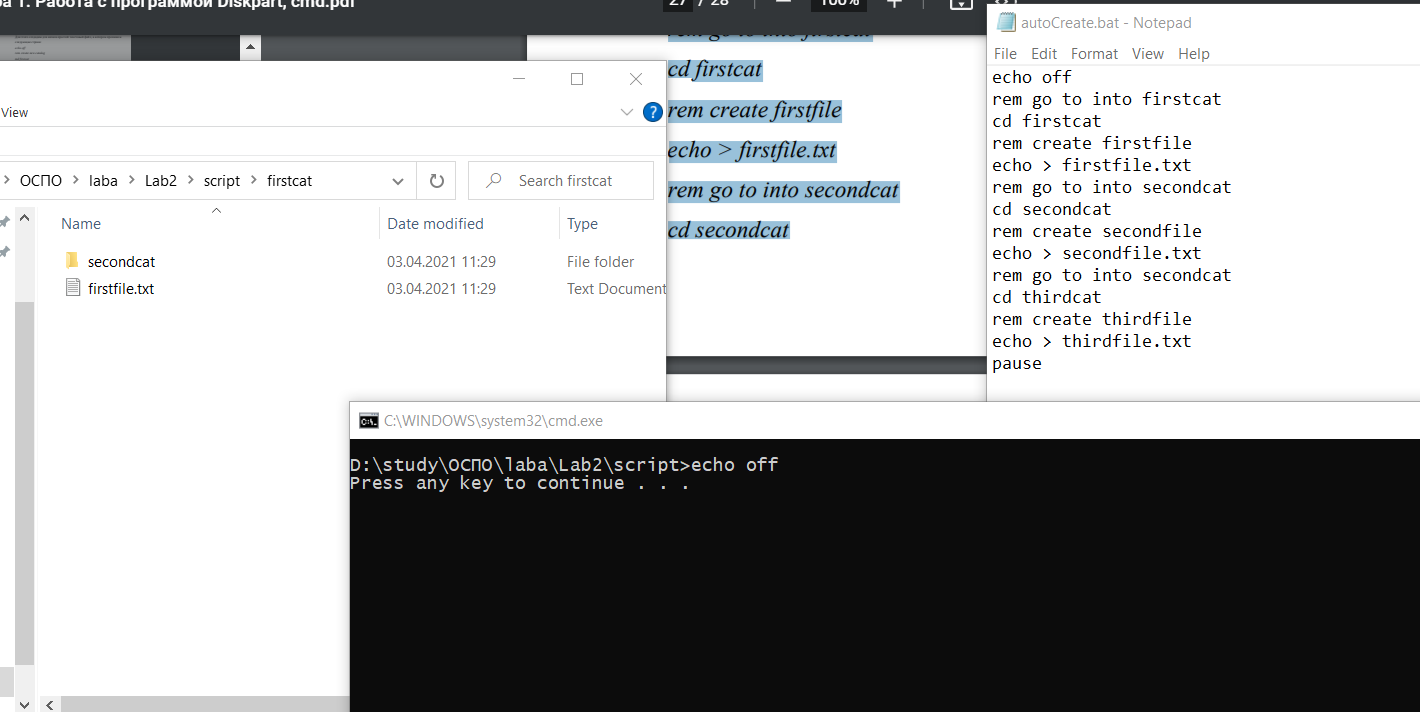 Работа с программой Diskpart, cmd.pdf
27 / 28
100%
cd firstcat
rem create firstfile
echo > firstfile.txt
rem go to into secondcat
cd secondcat
View
ОСПО
laba
Lab2
script
firstcat
Search firstcat
Name
Date modified
Type
secondcat
03.04.2021 11:29
File folder
firstfile.txt
03.04.2021 11:29
Text Document
autoCreate.bat - Notepad
File Edit Format View Help
echo off
rem go to into firstcat
cd firstcat
rem create firstfile
echo > firstfile.txt
rem go to into secondcat
cd secondcat
rem create secondfile
echo > secondfile.txt
rem go to into secondcat
cd thirdcat
rem create thirdfile
echo > thirdfile.txt
pause
C:\WINDOWS\system32\cmd.exe
D:\study\ОСПО\laba\Lab2\script>echo off
Press any key to continue . . .